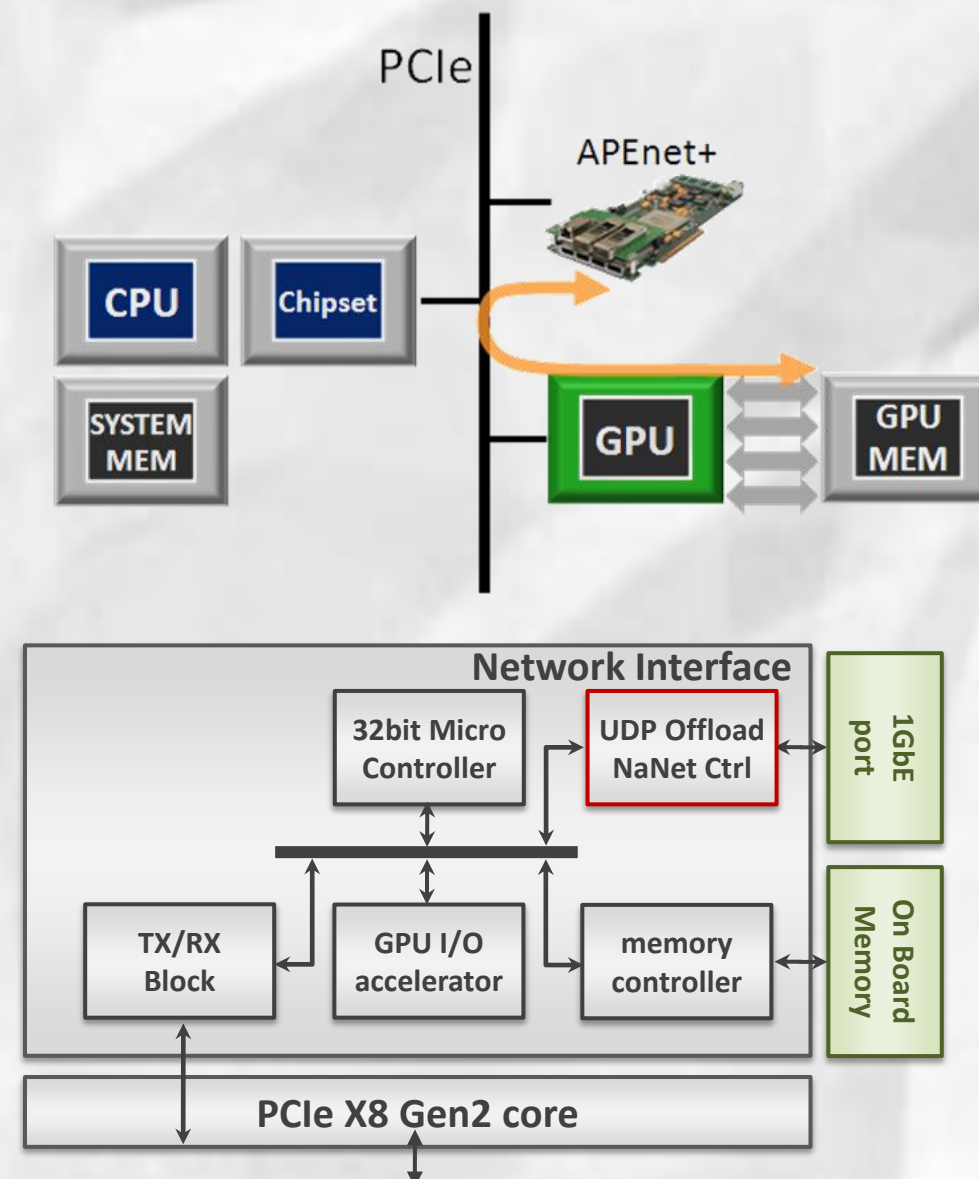 PCIe
APEnet+
CPU
Chipset
SYSTEM
MEM
GPU
GPU
MEM
Network Interface
32bit Micro
Controller
UDP Offload
NaNet Ctrl
1GbE
port
TX/RX
Block
GPU I/O
accelerator
memory
controller
On Board
Memory
PCIe X8 Gen2 core